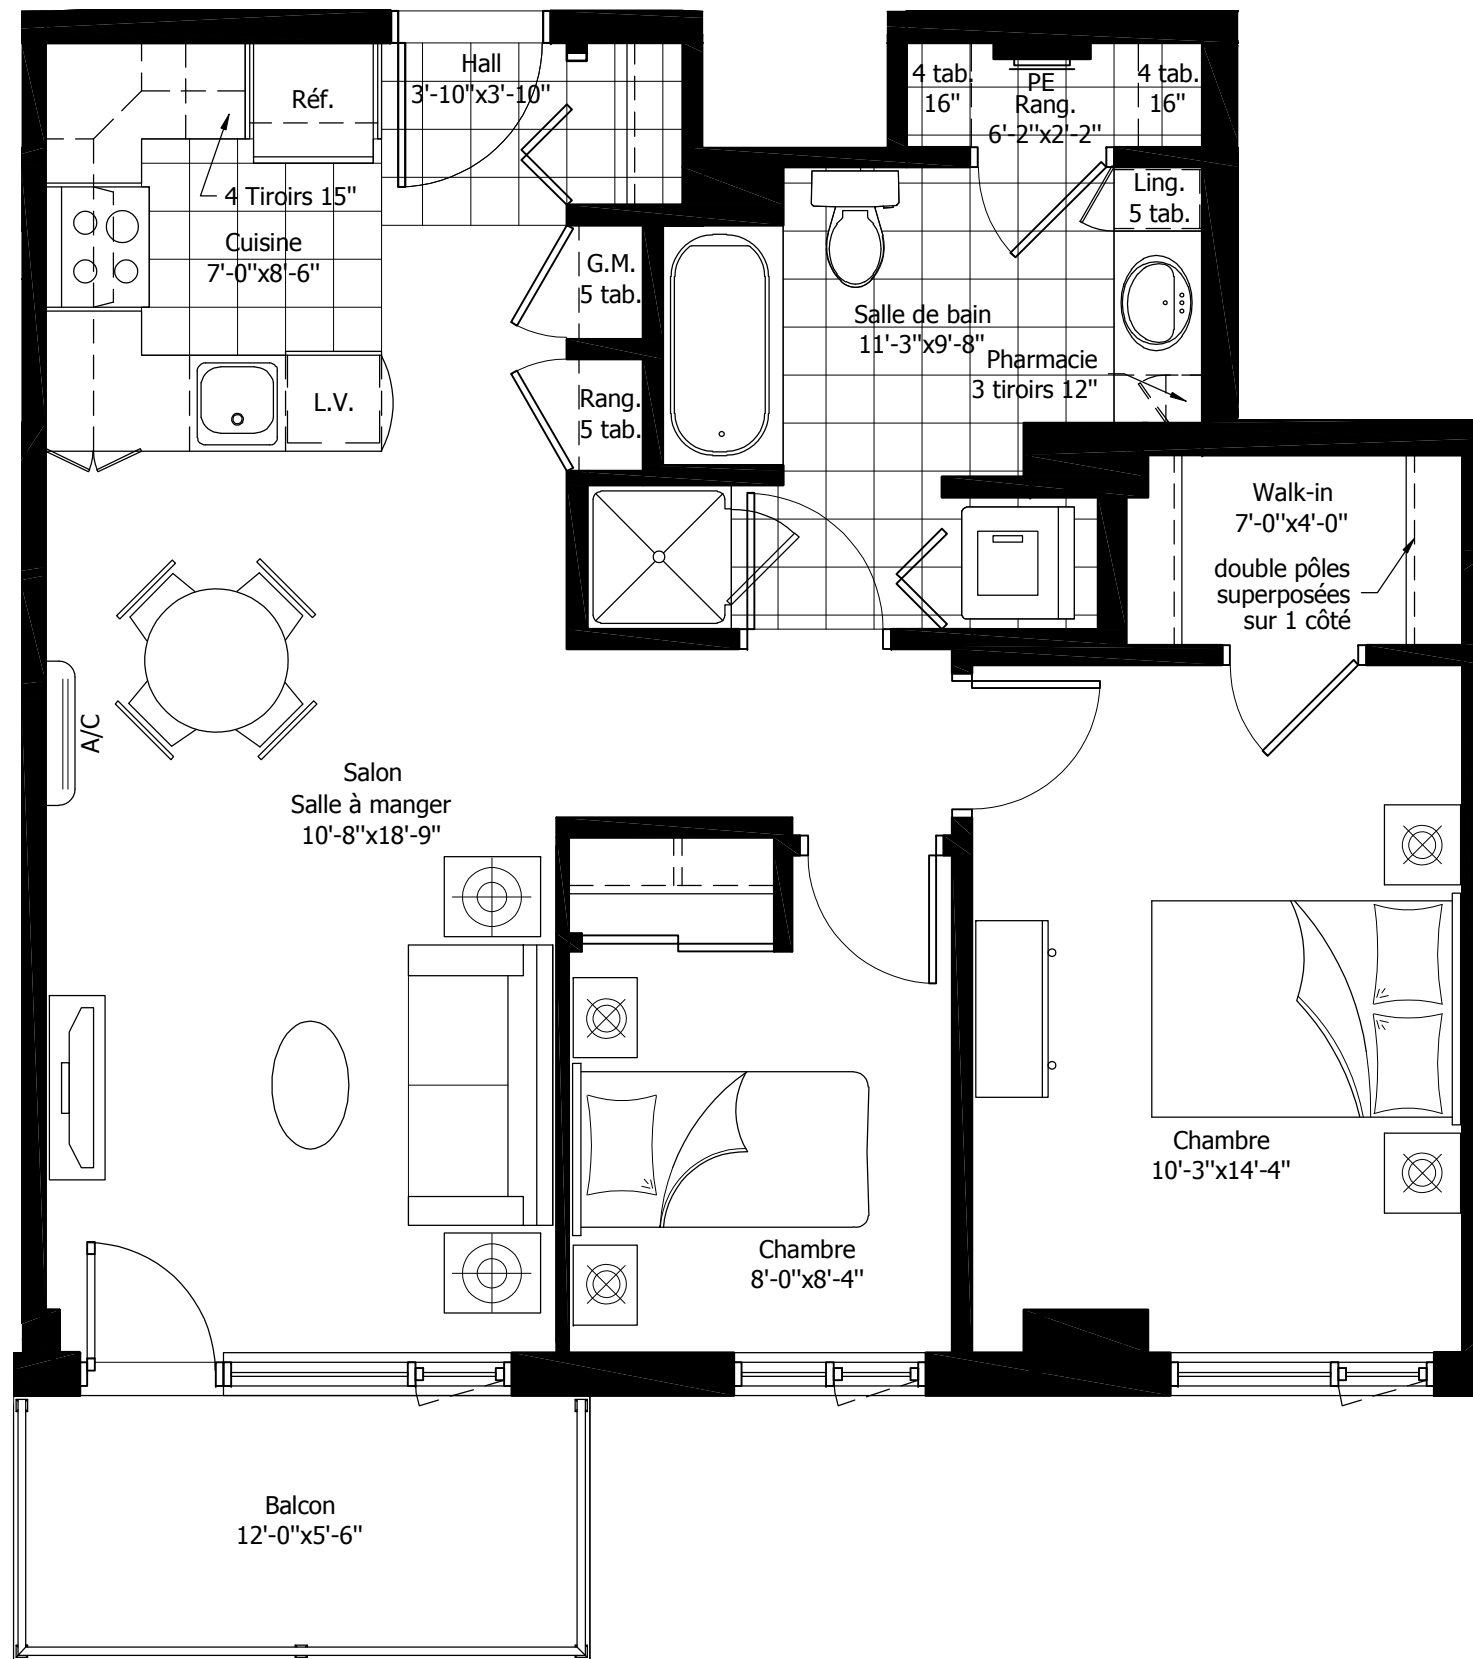 Hall
3'-10"x3'-10"
Réf.
4 Tiroirs 15"
Cuisine
7'-0"x8'-6"
L.V.
G.M.
5 tab.
Rang.
5 tab.
4 tab.
16"
PE
Rang.
6'-2"x2'-2"
4 tab.
16"
Ling.
5 tab.
Salle de bain
11'-3"x9'-8"
Pharmacie
3 tiroirs 12"
Walk-in
7'-0"x4'-0"
double pôles
superposées
sur 1 côté
A/C
Salon
Salle à manger
10'-8"x18'-9"
Chambre
10'-3"x14'-4"
Chambre
8'-0"x8'-4"
Balcon
12'-0"x5'-6"